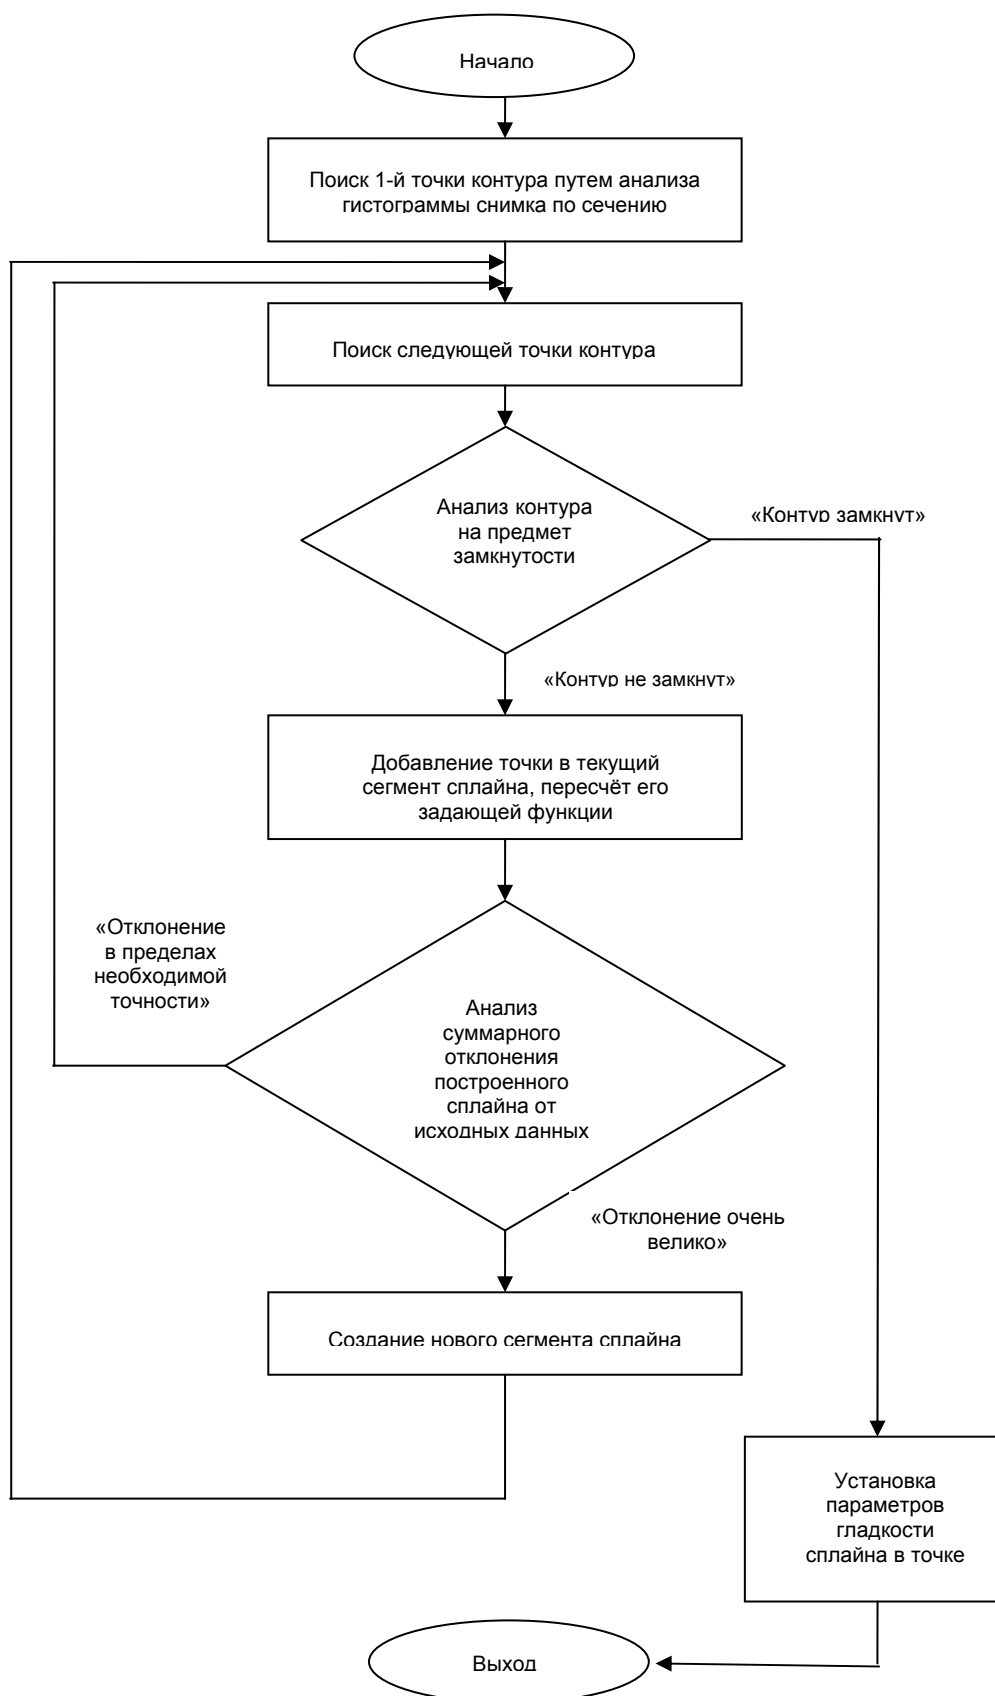 Начало
Поиск 1-й точки контура путем анализа
гистограммы снимка по сечению
Поиск следующей точки контура
Анализ контура
на предмет
замкнутости
«Контур замкнут»
«Контур не замкнут»
Добавление точки в текущий
сегмент сплайна, пересчёт его
задающей функции
«Отклонение
в пределах
необходимой
точности»
Анализ
суммарного
отклонения
построенного
сплайна от
исходных данных
«Отклонение очень
велико»
Создание нового сегмента сплайна
Установка
параметров
гладкости
сплайна в точке
Выход